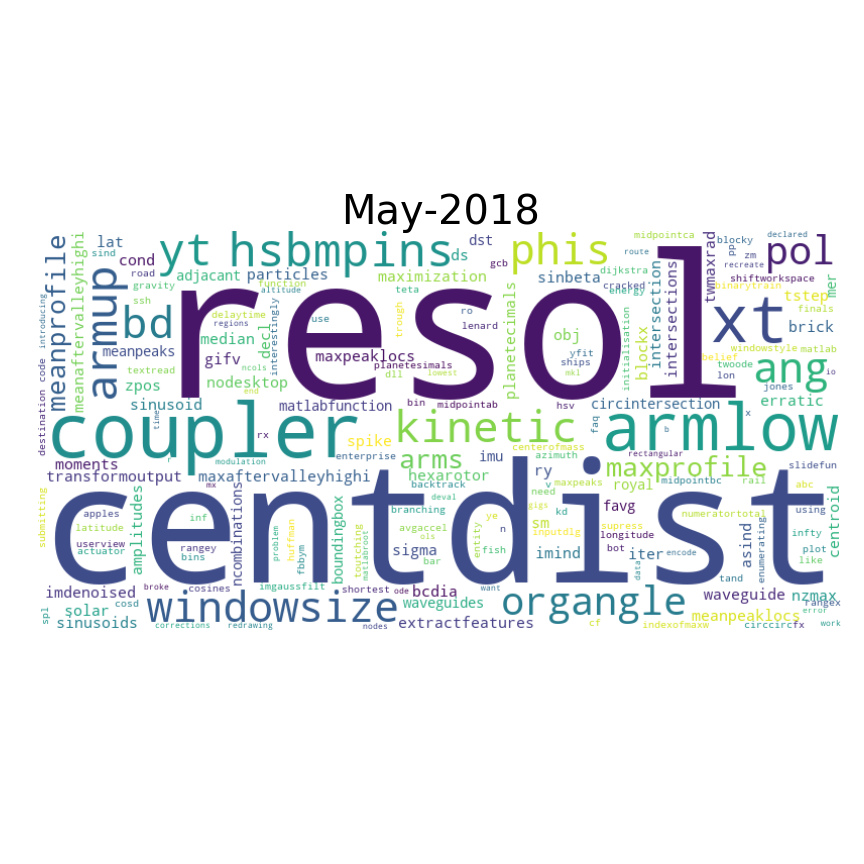 May-2018
resol
centdist
coupler
armlow
hsbmpins
kinetic
windowsize
organgle
phis
yt
xt
pol
ang
bd
armup
meanprofile
maxprofile
arms
lat
sind
cond
road
gravity
ssh
adjacant
particles
function
altitude
ds
dst
gcb
maximization
teta
sinbeta
dijkstra
cracked
energy
route
midpointca
intersection
intersections
twmaxrad
blocky
pp
zm
recreate
declared
shiftworkspace
binarytrain
mer
tstep
finals
brick
windowstyle
matlab
belief
twoode
io
lon
jones
erratic
introducing
meanaftervalleyhighi
meanpeaks
textread
zpos
sinusoid
delaytime
regions
median
gifv
decl
interestingly
use
ncols
nodesktop
end
maxpeaklocs
planetesimals
dll
lowest
trough
ro
lenard
planetecimals
obj
yfit
ships
mkl
initialisation
blockx
matlabfunction
bin
midpointab
hsv
circintersection
faq
b
x
destination
code
time
rx
spike
enterprise
imu
centerofmass
azimuth
rectangular
slidefun
moments
transformoutput
r
modulation
maxaftervalleyhighi
hexarotor
backtrack
deval
ry
v
maxpeaks
need
gigs
kd
royal
midpointbc
rail
abc
submitting
apples
latitude
userview
actuator
amplitudes
inf
rangey
bins
mx
cosines
ncombinations
problem
huffman
fbbym
boundingbox
toutching
matlabroot
branching
avgaccel
ols
sigma
bar
entity
ye
n
fish
sm
inputdlg
supress
favg
longitude
imind
bot
iter
encode
data
numeratortotal
asind
enumerating
using
infty
plot
like
centroid
tand
imdenoised
broke
imgaussfilt
shortest
ode
bcdia
want
waveguide
nzmax
rangex
error
spl
solar
cosd
sinusoids
corrections
redrawing
nodes
waveguides
extractfeatures
cf
indexofmaxw
meanpeaklocs
circcirc
fx
work